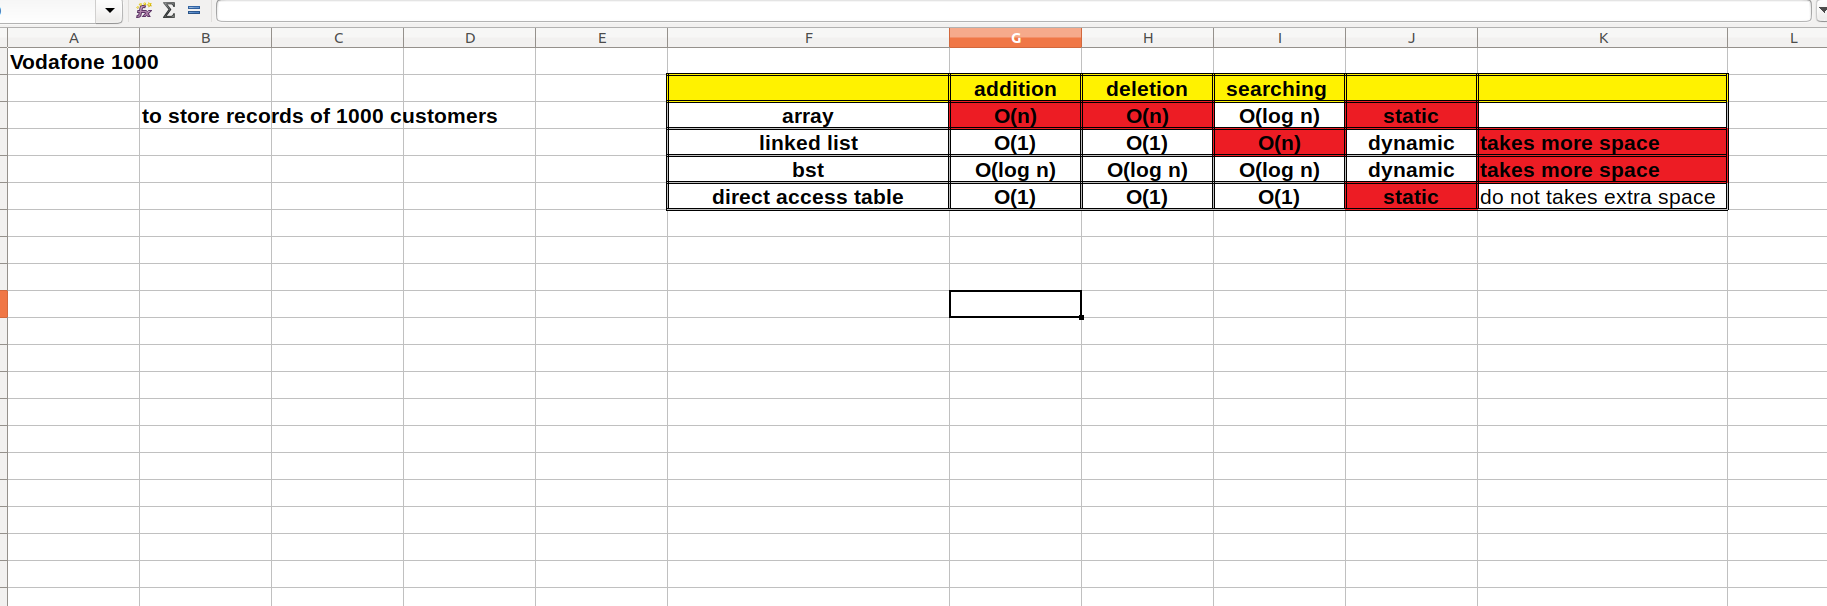 A B C D E F G H I J K L
Vodafone 1000
addition deletion searching
to store records of 1000 customers array O(n) O(n) O(log n) static
linked list O(1) O(1) O(n) dynamic takes more space
bst O(log n) O(log n) O(log n) dynamic takes more space
direct access table O(1) O(1) O(1) static do not takes extra space